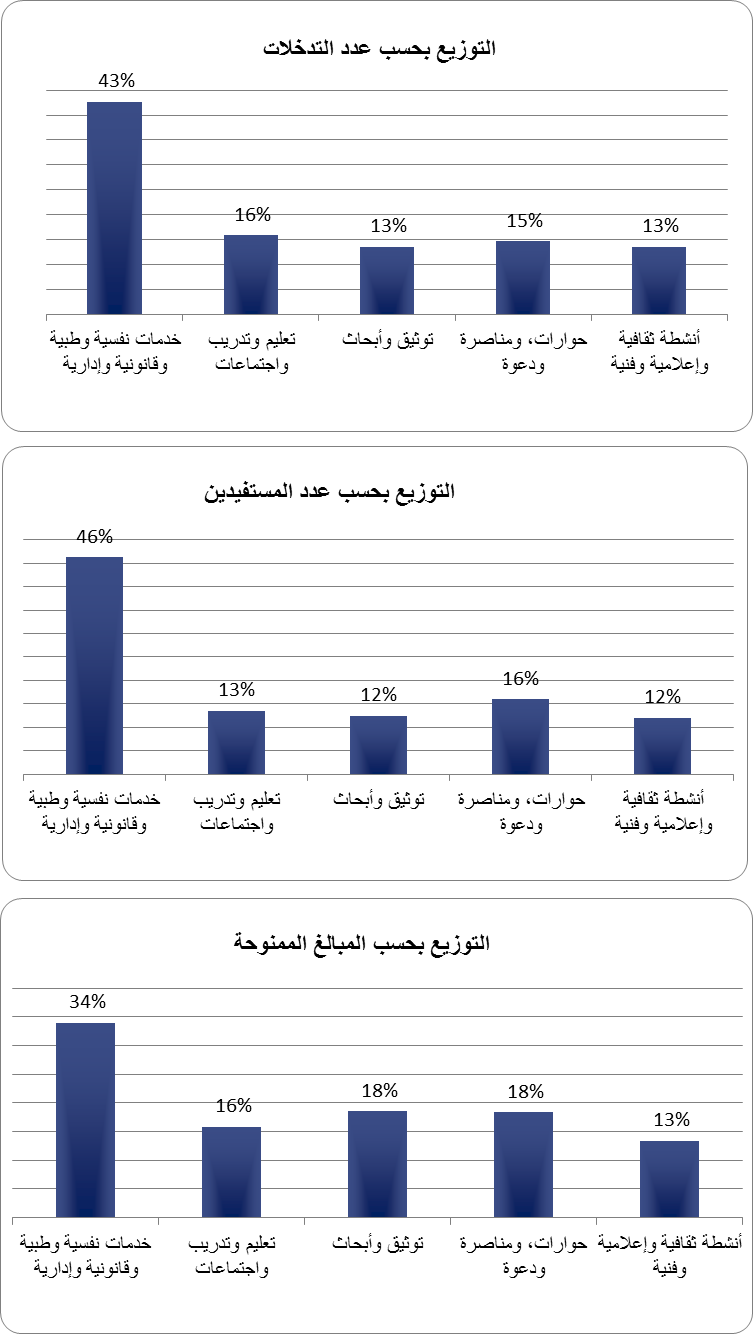 التوزيع بحسب عدد التدخلات
43%
16%
13%
15%
13%
خدمات نفسية وطبية
وقانونية وإدارية
تعليم وتدريب
واجتماعات
توثيق وأبحاث
حوارات، ومناصرة
ودعوة
أنشطة ثقافية
وإعلامية وفنية
التوزيع بحسب عدد المستفيدين
46%
13%
12%
16%
12%
خدمات نفسية وطبية
وقانونية وإدارية
تعليم وتدريب
واجتماعات
توثيق وأبحاث
حوارات، ومناصرة
ودعوة
أنشطة ثقافية
وإعلامية وفنية
التوزيع بحسب المبالغ الممنوحة
34%
16%
18%
18%
13%
خدمات نفسية وطبية
وقانونية وإدارية
تعليم وتدريب
واجتماعات
توثيق وأبحاث
حوارات، ومناصرة
ودعوة
أنشطة ثقافية وإعلامية
وفنية